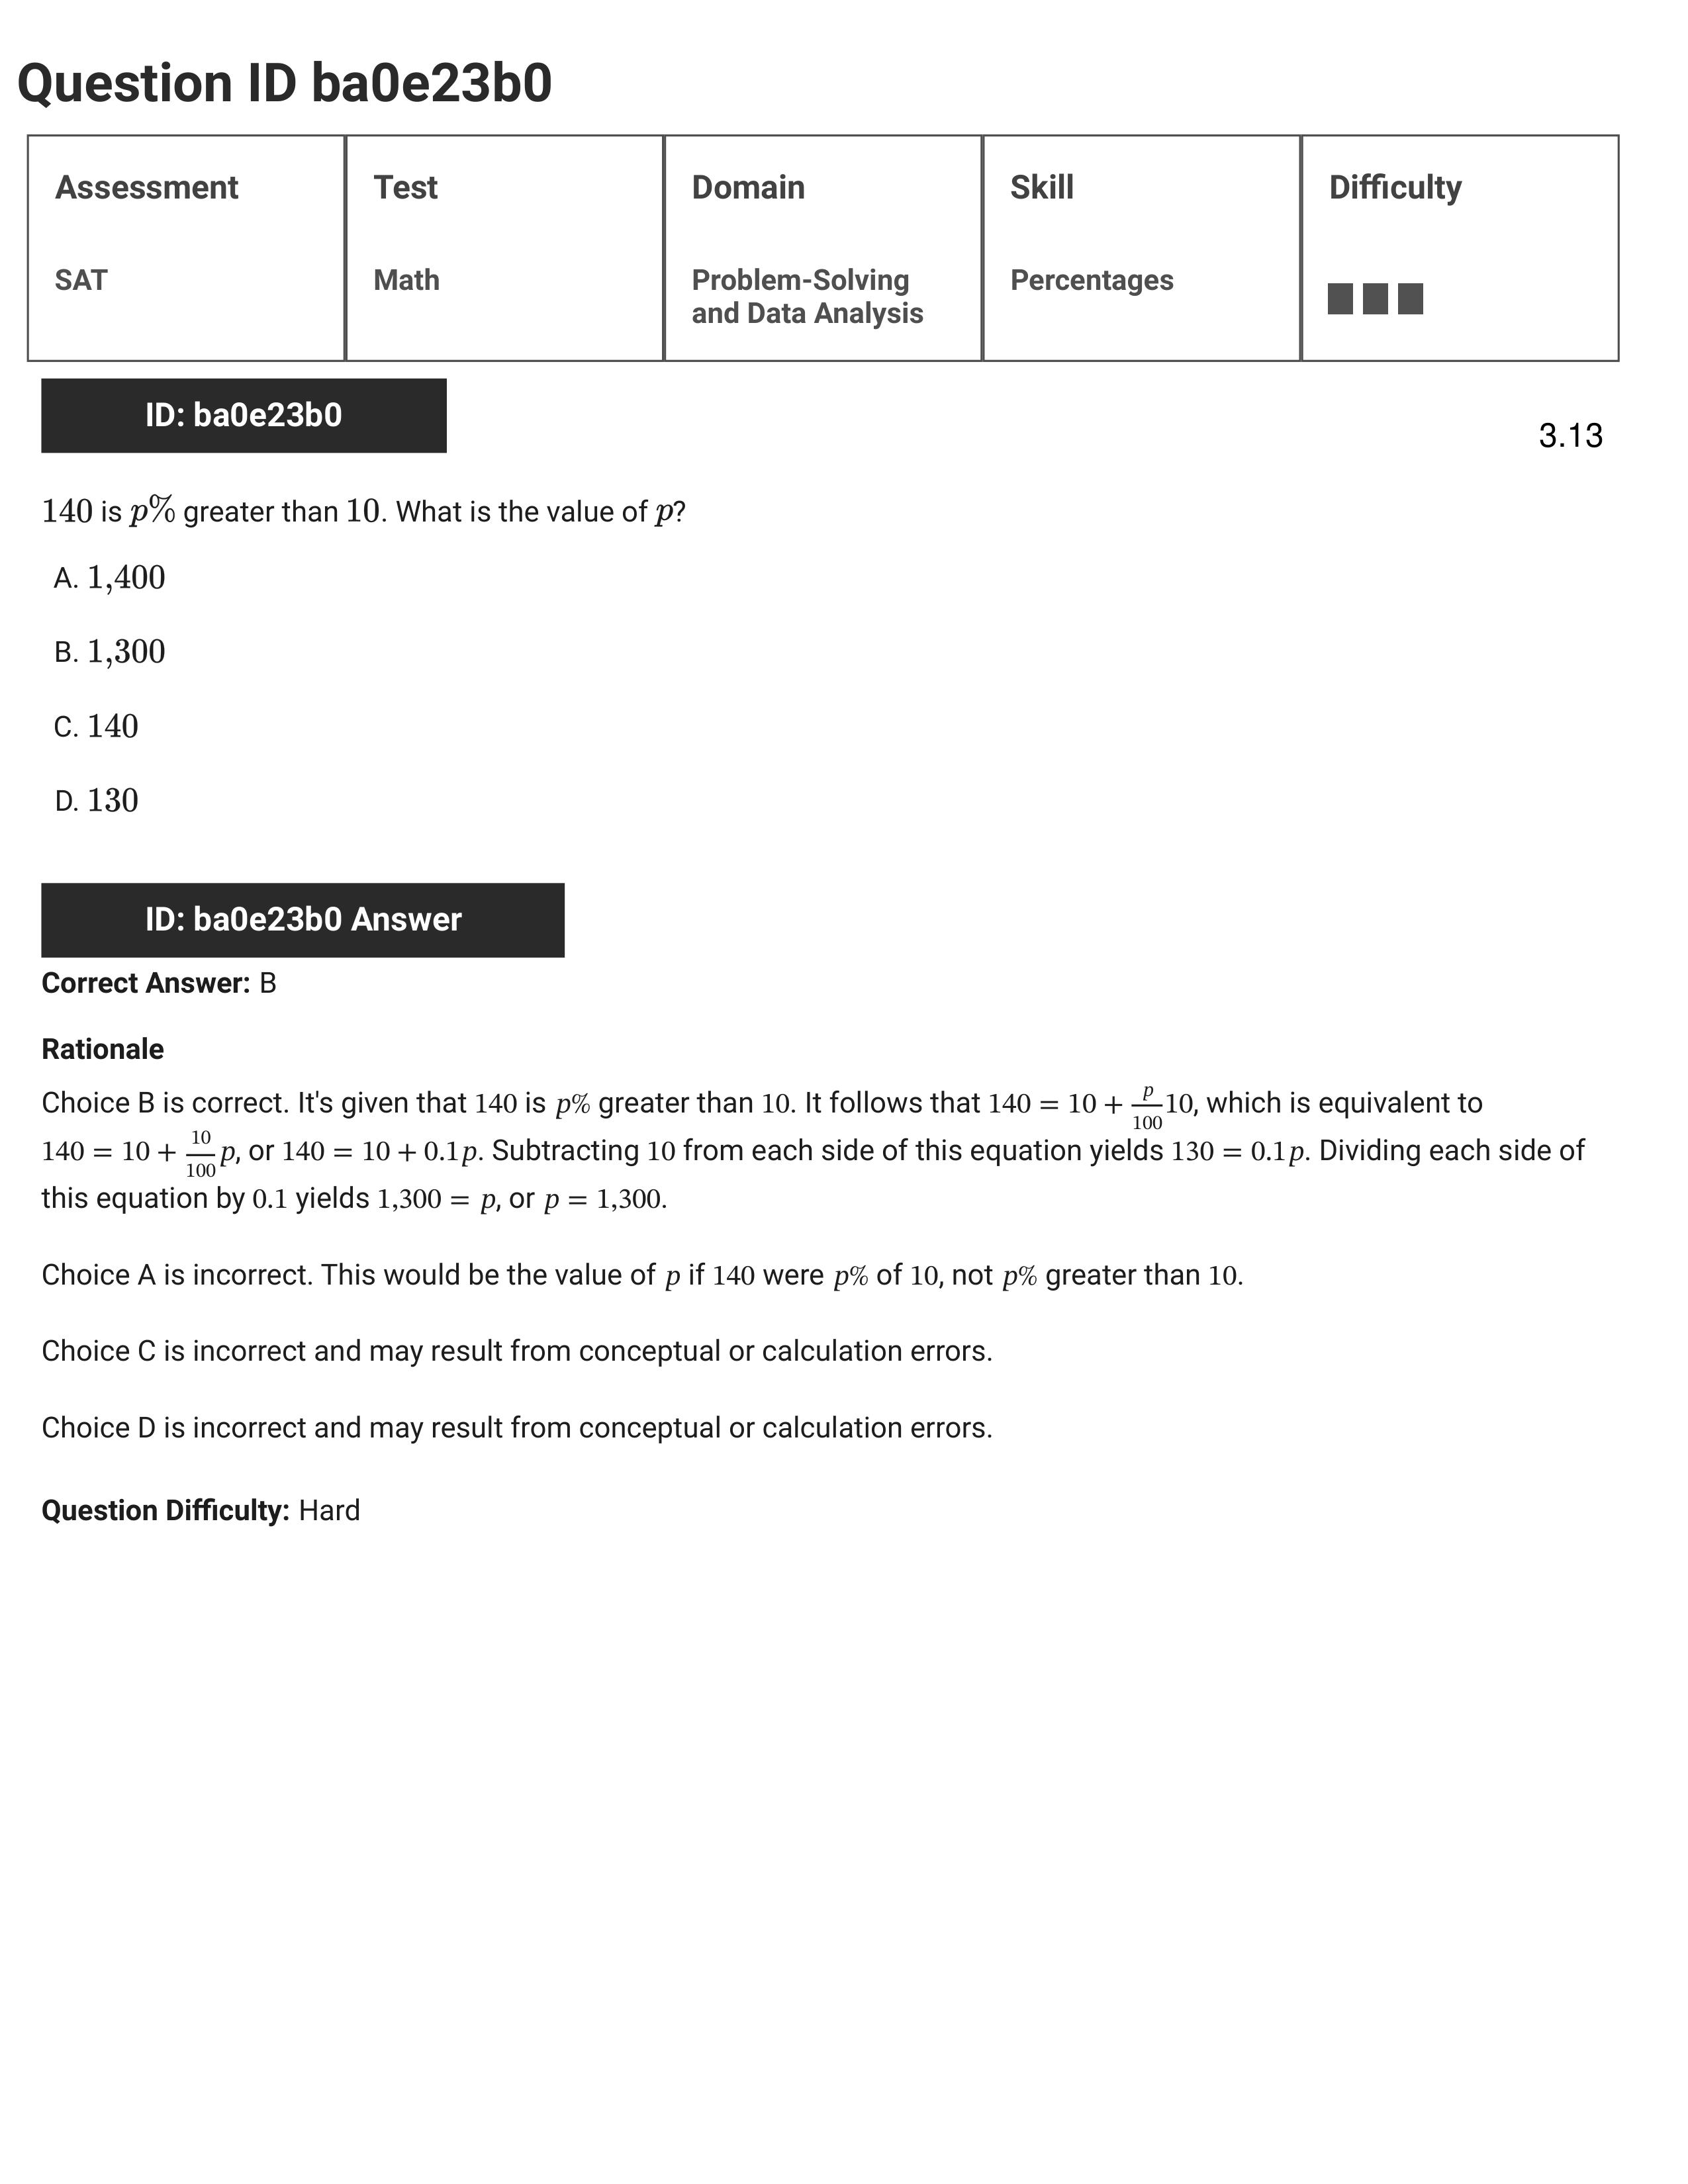 Question ID ba0e23b0
Assessment
Test
Domain
Skill
Difficulty
SAT
Math
Problem-Solving
and Data Analysis
Percentages
ID: ba0e23b0
3.13
140 is p% greater than 10. What is the value of p?
A. 1,400
B. 1,300
C. 140
D. 130
ID: ba0e23b0 Answer
Correct Answer: B
Rationale
Choice B is correct. It's given that 140 is p% greater than 10. It follows that 140 = 10 + p/100 10, which is equivalent to
140 = 10 + 10/100 p, or 140 = 10 + 0.1p. Subtracting 10 from each side of this equation yields 130 = 0.1p. Dividing each side of
this equation by 0.1 yields 1,300 = p, or p = 1,300.
Choice A is incorrect. This would be the value of p if 140 were p% of 10, not p% greater than 10.
Choice C is incorrect and may result from conceptual or calculation errors.
Choice D is incorrect and may result from conceptual or calculation errors.
Question Difficulty: Hard